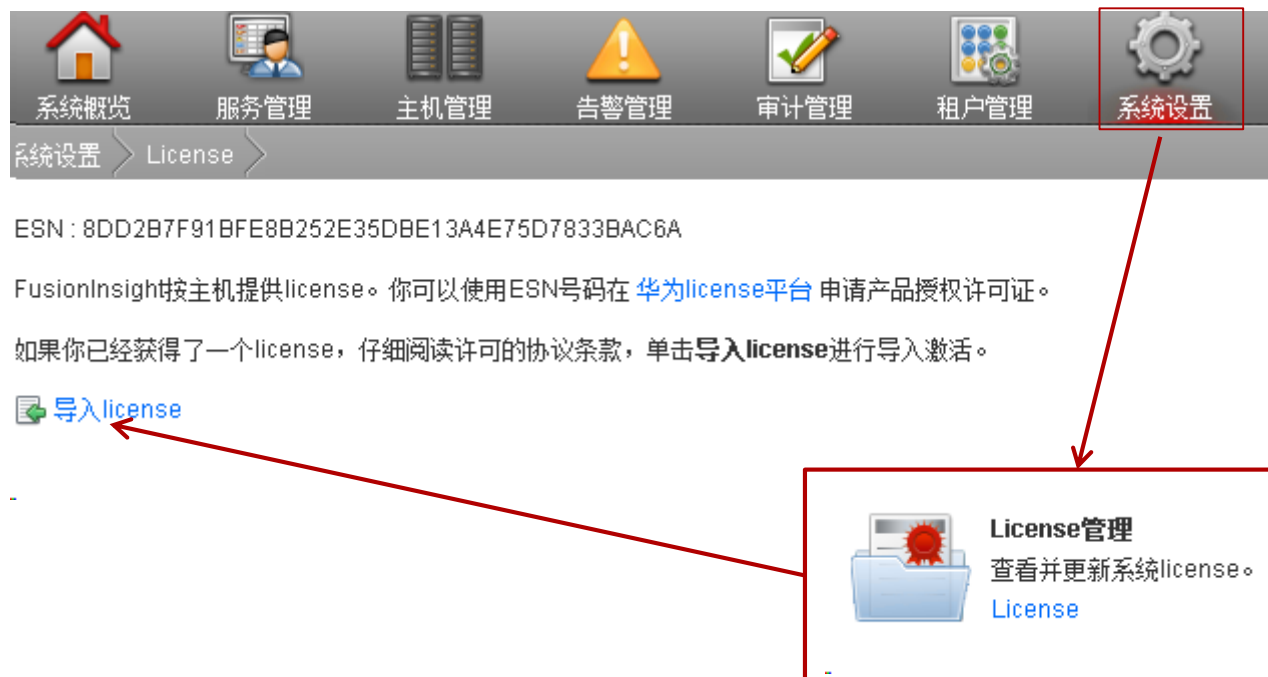 系统概览 服务管理 主机管理 告警管理 审计管理 租户管理 系统设置
系统设置 License
ESN : 8DD2B7F91BFE8B252E35DBE13A4E75D7833BAC6A
FusionInsight按主机提供license。你可以使用ESN号码在 华为license平台 申请产品授权许可证。
如果你已经获得了一个license，仔细阅读许可的协议条款，单击导入license进行导入激活。
导入license
License管理
查看并更新系统license。
License